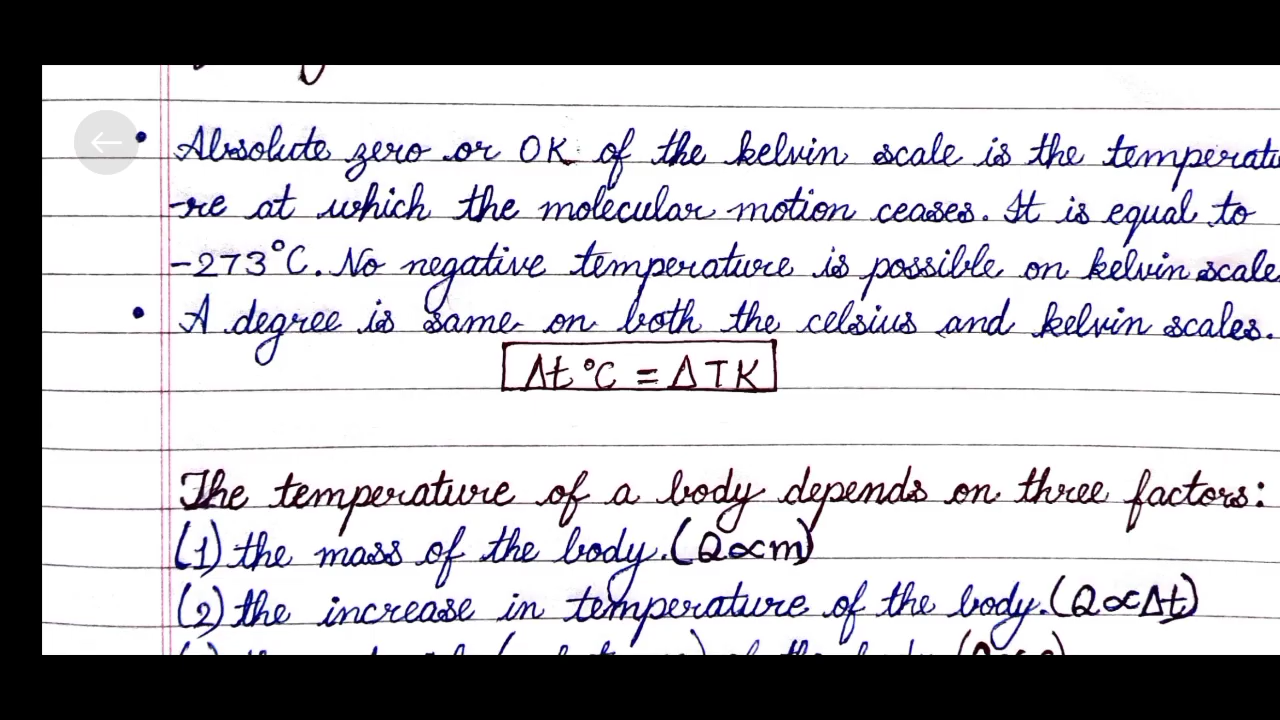 • Absolute zero or 0K of the kelvin scale is the temperatu
-re at which the molecular motion ceases. It is equal to
-273°C. No negative temperature is possible on kelvin scale.
• A degree is same on both the celsius and kelvin scales.
Δt°C = ΔTK
The temperature of a body depends on three factors:
(1) the mass of the body. (Q∝m)
(2) the increase in temperature of the body. (Q∝Δt)